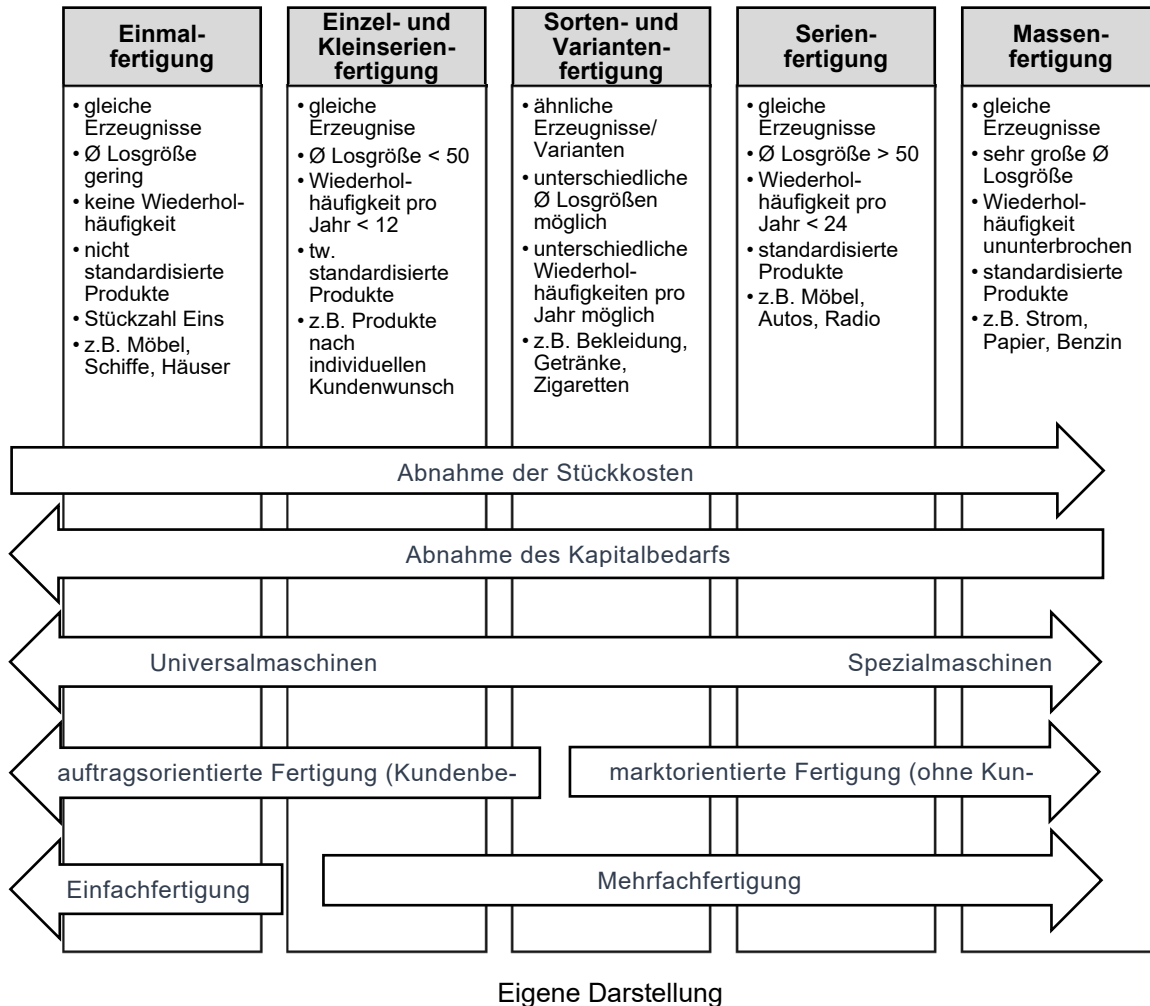 Einmal-
fertigung
Einzel- und
Kleinserien-
fertigung
Sorten- und
Varianten-
fertigung
Serien-
fertigung
Massen-
fertigung
• gleiche
Erzeugnisse
• Ø Losgröße
gering
• keine Wiederhol-
häufigkeit
• nicht
standardisierte
Produkte
• Stückzahl Eins
• z.B. Möbel,
Schiffe, Häuser
• gleiche
Erzeugnise
• Ø Losgröße < 50
• Wiederhol-
häufigkeit pro
Jahr < 12
• tw.
standardisierte
Produkte
• z.B. Produkte
nach
individuellen
Kundenwunsch
• ähnliche
Erzeugnisse/
Varianten
• unterschiedliche
Ø Losgrößen
möglich
• unterschiedliche
Wiederhol-
häufigkeiten pro
Jahr möglich
• z.B. Bekleidung,
Getränke,
Zigaretten
• gleiche
Erzeugnisse
• Ø Losgröße > 50
• Wiederhol-
häufigkeit pro
Jahr < 24
• standardisierte
Produkte
• z.B. Möbel,
Autos, Radio
• gleiche
Erzeugnisse
• sehr große Ø
Losgröße
• Wiederhol-
häufigkeit
ununterbrochen
• standardisierte
Produkte
• z.B. Strom,
Papier, Benzin
Abnahme der Stückkosten
Abnahme des Kapitalbedarfs
Universalmaschinen
Spezialmaschinen
auftragsorientierte Fertigung (Kundenbe-
marktorientierte Fertigung (ohne Kun-
Einfachfertigung
Mehrfachfertigung
Eigene Darstellung